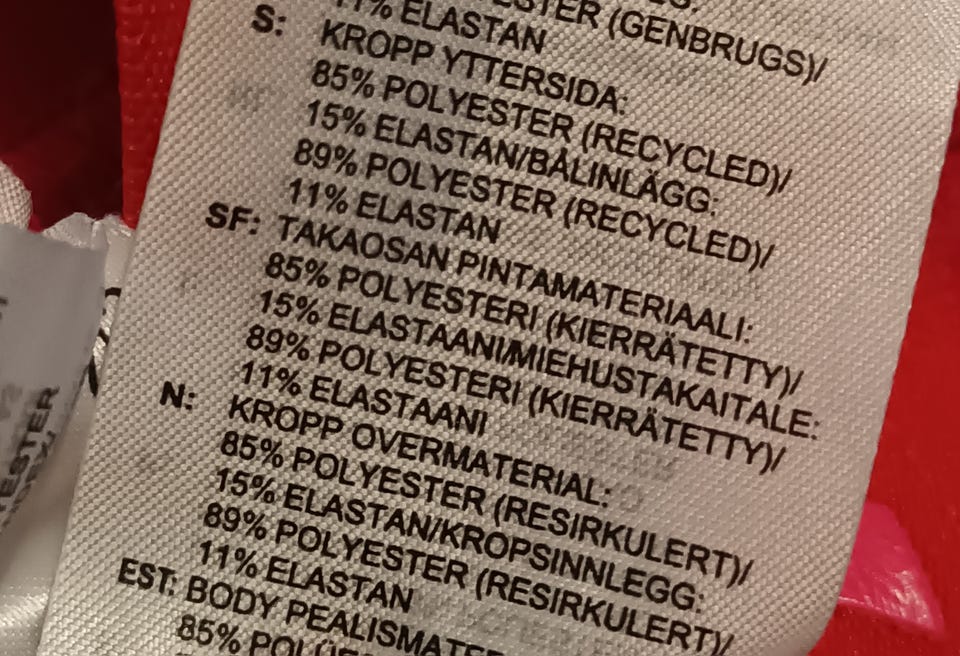 11% ELASTAN
S: KROPP YTTERSIDA:
85% POLYESTER (RECYCLED)/
15% ELASTAN/BÅLINLÄGG:
89% POLYESTER (RECYCLED)/
11% ELASTAN
SF: TAKAOSAN PINTAMATERIAALI:
85% POLYESTERI (KIERRÄTETTY)/
15% ELASTAANI/MIEHUSTAKAITALE:
89% POLYESTERI (KIERRÄTETTY)/
11% ELASTAANI
N: KROPP OVERMATERIAL:
85% POLYESTER (RESIRKULERT)/
15% ELASTAN/KROPSINNLEGG:
89% POLYESTER (RESIRKULERT)/
11% ELASTAN
EST: BODY
85%
(GENBRUGS)/